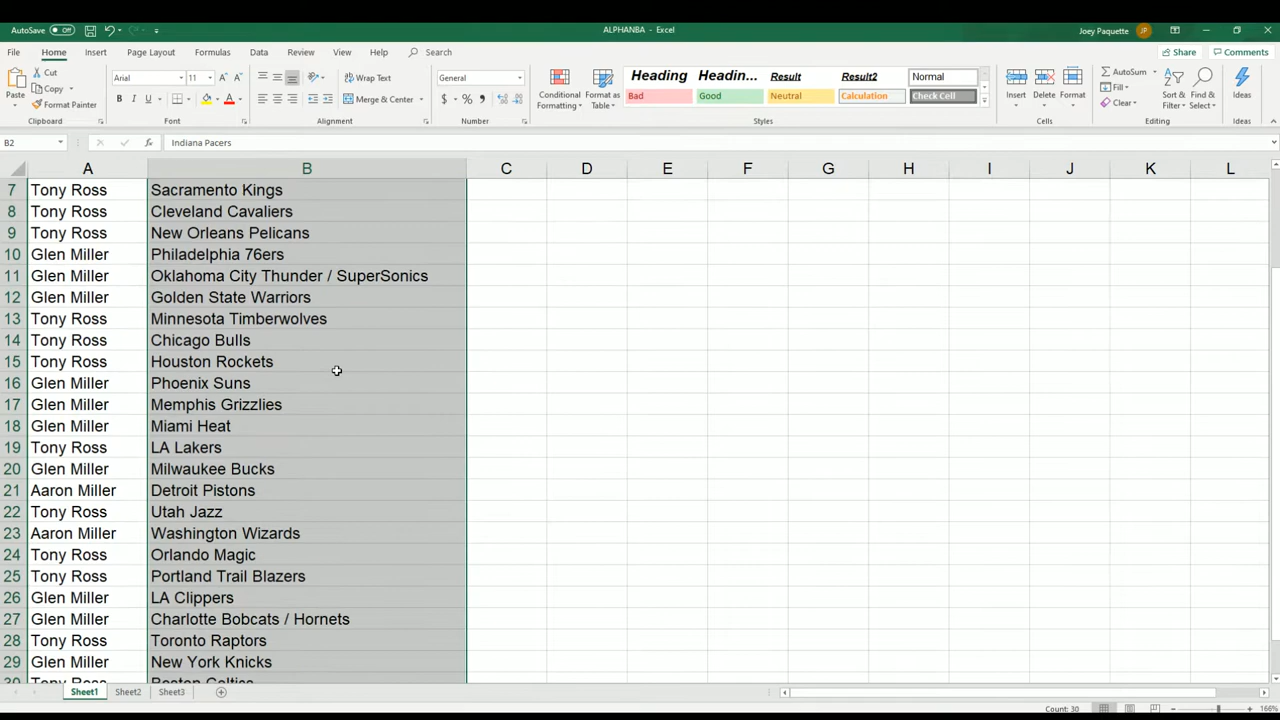 AutoSave Off
ALPHANBA - Excel
Joey Paquette JP
File Home Insert Page Layout Formulas Data Review View Help Search
Share Comments
Paste
Cut
Copy
Format Painter
Clipboard
Arial 11 A A
B I U A
Font
Wrap Text
Merge & Center
Alignment
General
$ % ,
Number
Conditional Formatting
Format as Table
Heading Headin... Result Result2 Normal
Bad Good Neutral Calculation Check Cell
Styles
Insert Delete Format
Cells
AutoSum
Fill
Clear
Sort & Filter
Find & Select
Editing
Ideas
Ideas
B2 fx Indiana Pacers
A B C D E F G H I J K L
7 Tony Ross Sacramento Kings
8 Tony Ross Cleveland Cavaliers
9 Tony Ross New Orleans Pelicans
10 Glen Miller Philadelphia 76ers
11 Glen Miller Oklahoma City Thunder / SuperSonics
12 Glen Miller Golden State Warriors
13 Tony Ross Minnesota Timberwolves
14 Tony Ross Chicago Bulls
15 Tony Ross Houston Rockets
16 Glen Miller Phoenix Suns
17 Glen Miller Memphis Grizzlies
18 Glen Miller Miami Heat
19 Tony Ross LA Lakers
20 Glen Miller Milwaukee Bucks
21 Aaron Miller Detroit Pistons
22 Tony Ross Utah Jazz
23 Aaron Miller Washington Wizards
24 Tony Ross Orlando Magic
25 Tony Ross Portland Trail Blazers
26 Glen Miller LA Clippers
27 Glen Miller Charlotte Bobcats / Hornets
28 Tony Ross Toronto Raptors
29 Glen Miller New York Knicks
30 Tony Ross Boston Celtics
Sheet1 Sheet2 Sheet3
Count: 30 166%